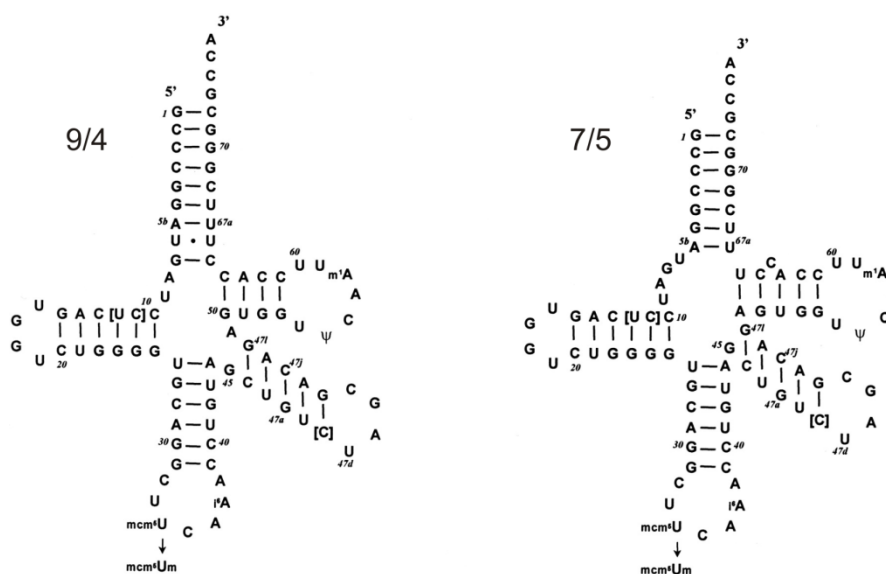 3'
A
C
C
G
5'
1 G C
C G
C G 70
C G
G C
G U
5b A U 67a
U • U
G C
A
U
9/4
G U G A C [U C] C 10
G
U 20 C U G G G G
C A C C U U m¹A A C
60
50 G G U G G U Ψ
A
G 47l A C 47j A G C G A U 47d
G 45 C U G 47a U [C]
U A
G U
C G
A U
30 G C 40
G C
C A
U i⁶A
mcm⁵U C A
mcm⁵Um
3'
A
C
C
G
5'
1 G C
C G
C G 70
C G
G C
G U
5b A U 67a
U
G
A
U
7/5
G U G A C [U C] C 10
G
U 20 C U G G G G
U C C A C C U U m¹A
60
A G U G G U Ψ C
G 47l A C 47j A G C G A U 47d
45 G C U G 47a U [C]
U A
G U
C G
A U
30 G C 40
G C
C A
U i⁶A
mcm⁵U C A
mcm⁵Um